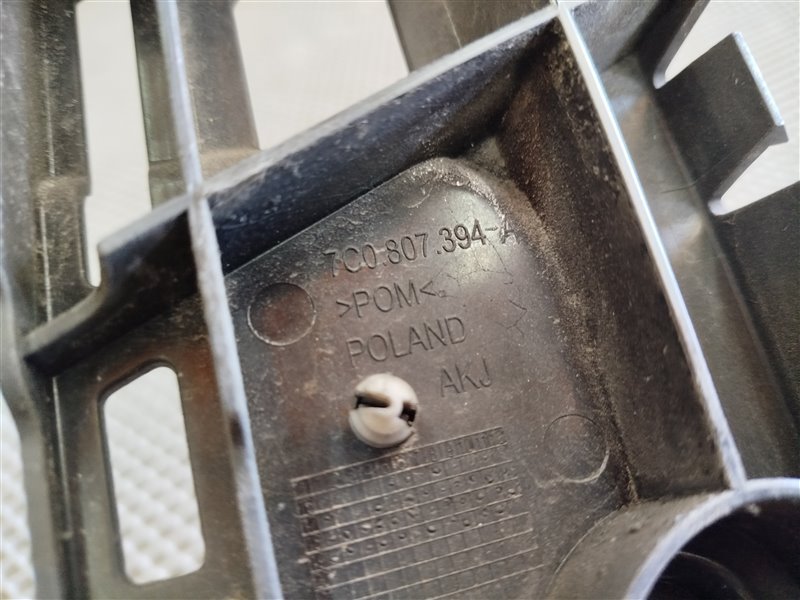 7C0.807.394-A
>POM<
POLAND
AKJ